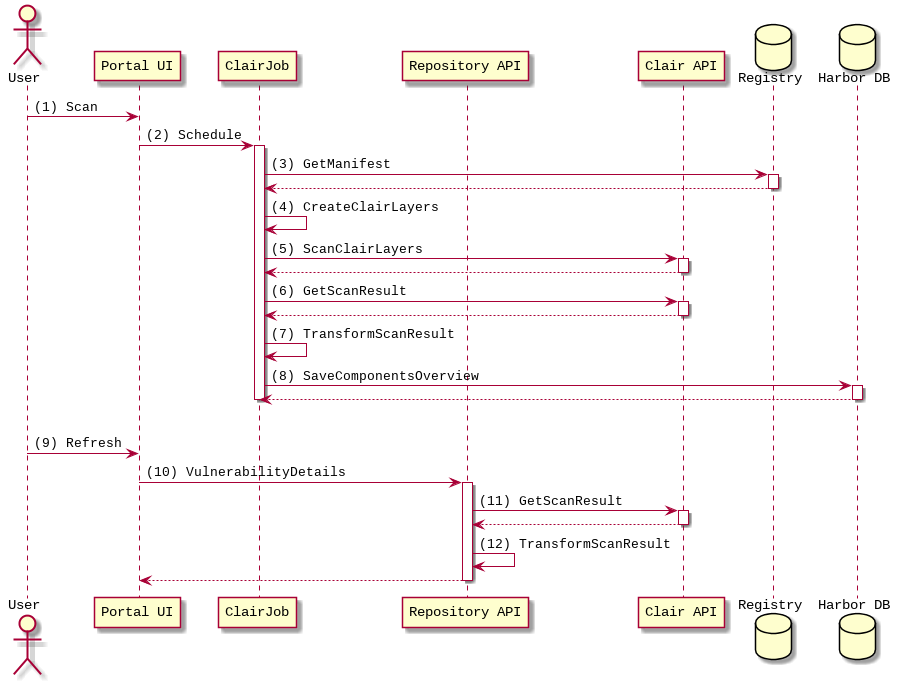 User
Portal UI
ClairJob
Repository API
Clair API
Registry
Harbor DB
(1) Scan
(2) Schedule
(3) GetManifest
(4) CreateClairLayers
(5) ScanClairLayers
(6) GetScanResult
(7) TransformScanResult
(8) SaveComponentsOverview
(9) Refresh
(10) VulnerabilityDetails
(11) GetScanResult
(12) TransformScanResult
User
Portal UI
ClairJob
Repository API
Clair API
Registry
Harbor DB